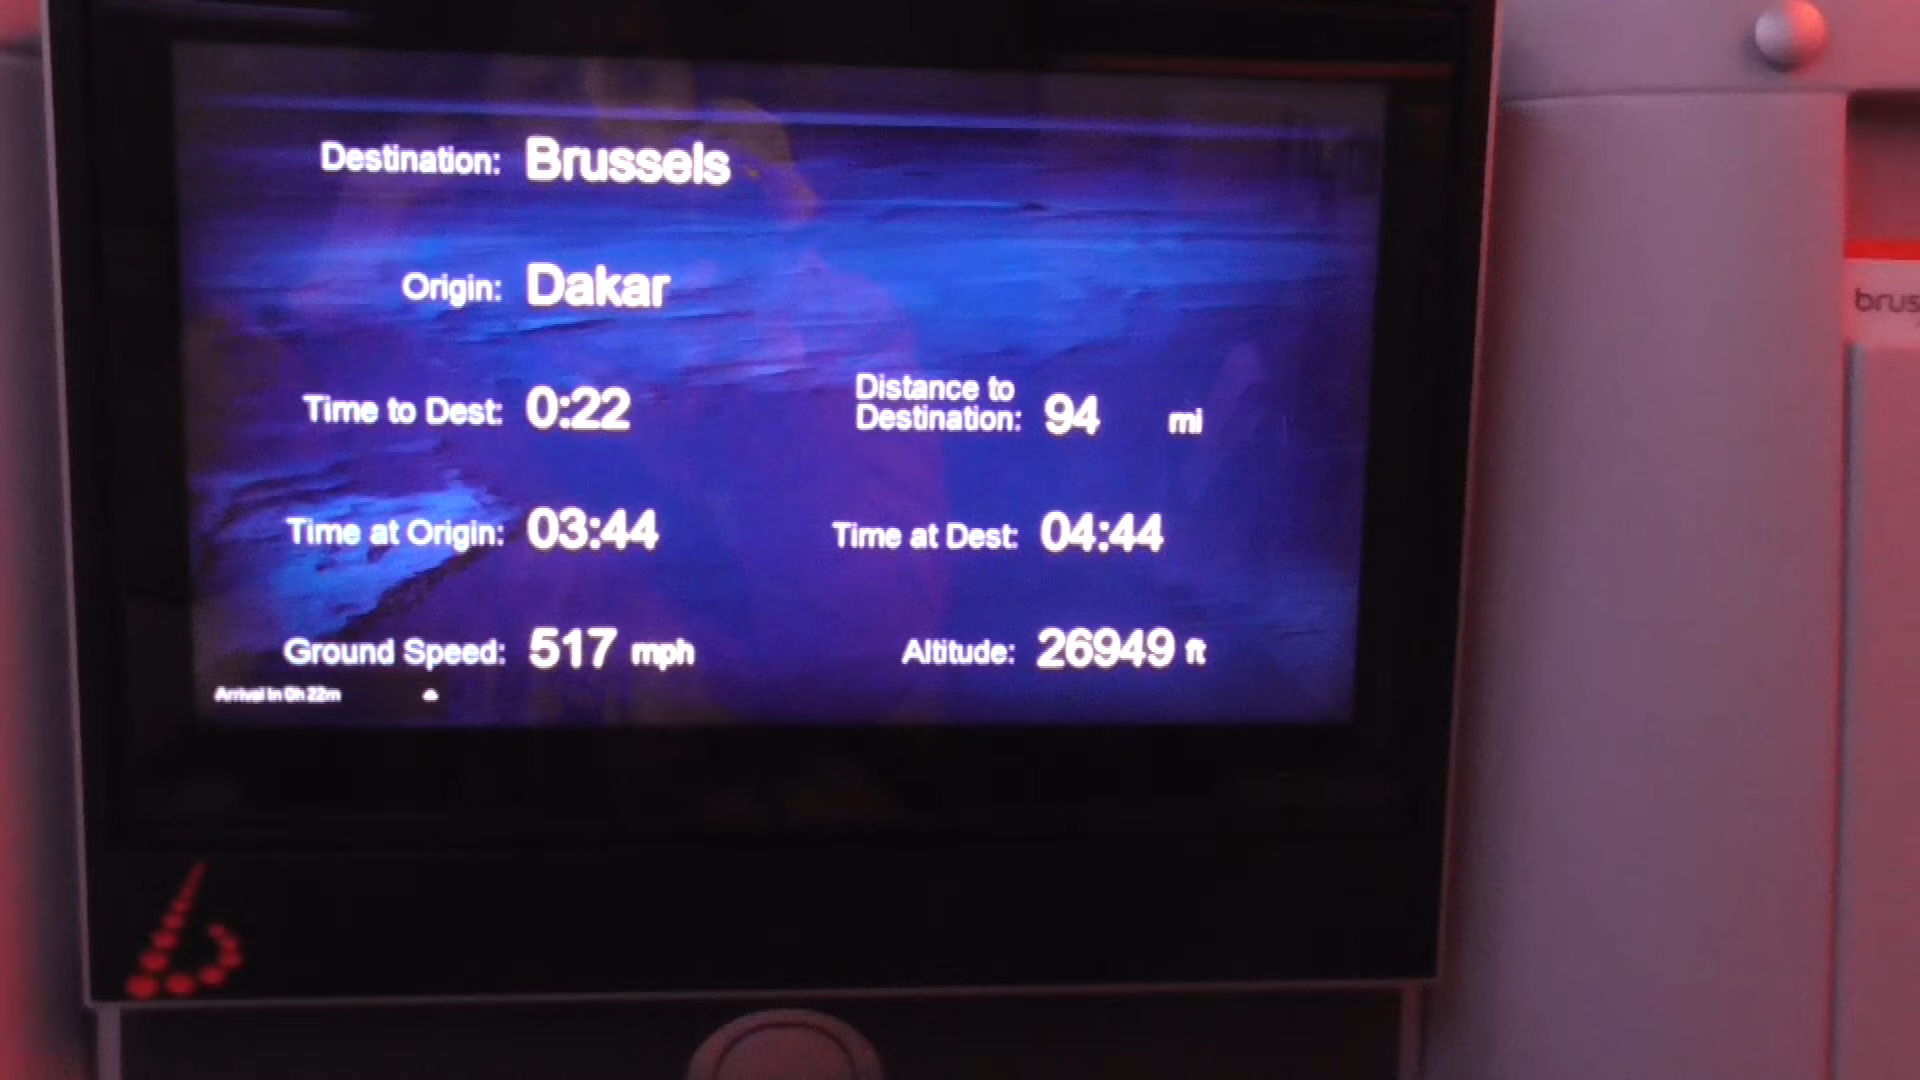 Destination: Brussels
Origin: Dakar
Time to Dest: 0:22
Distance to
Destination: 94 mi
Time at Origin: 03:44 Time at Dest: 04:44
Ground Speed: 517 mph Altitude: 26949 ft
Arrival in 0h 22m
b
brus